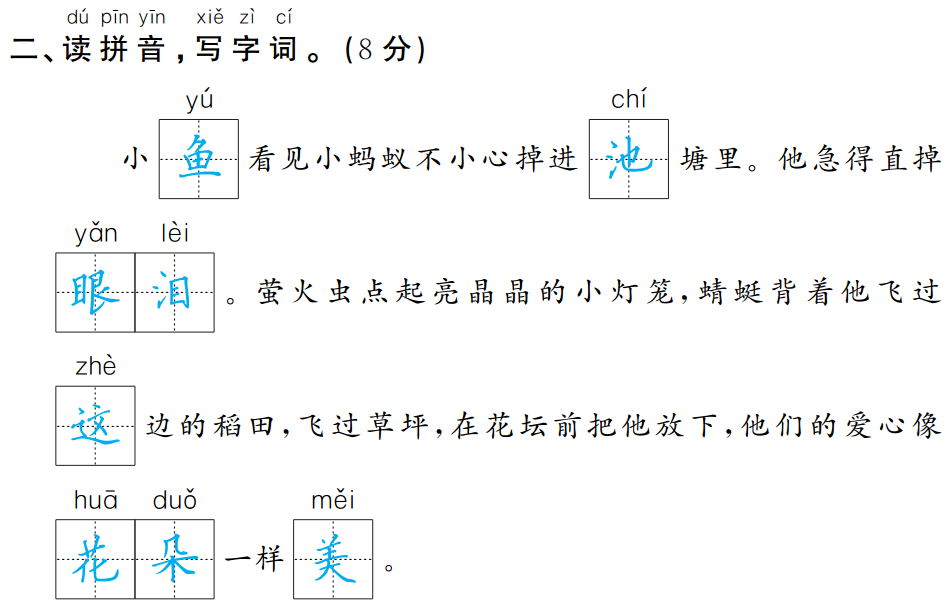 dú pīn yīn xiě zì cí
二、读拼音，写字词。(8分)
yú chí
小鱼看见小蚂蚁不小心掉进池塘里。他急得直掉
yǎn lèi
眼泪。萤火虫点起亮晶晶的小灯笼，蜻蜓背着他飞过
zhè
这边的稻田，飞过草坪，在花坛前把他放下，他们的爱心像
huā duǒ měi
花朵一样美。